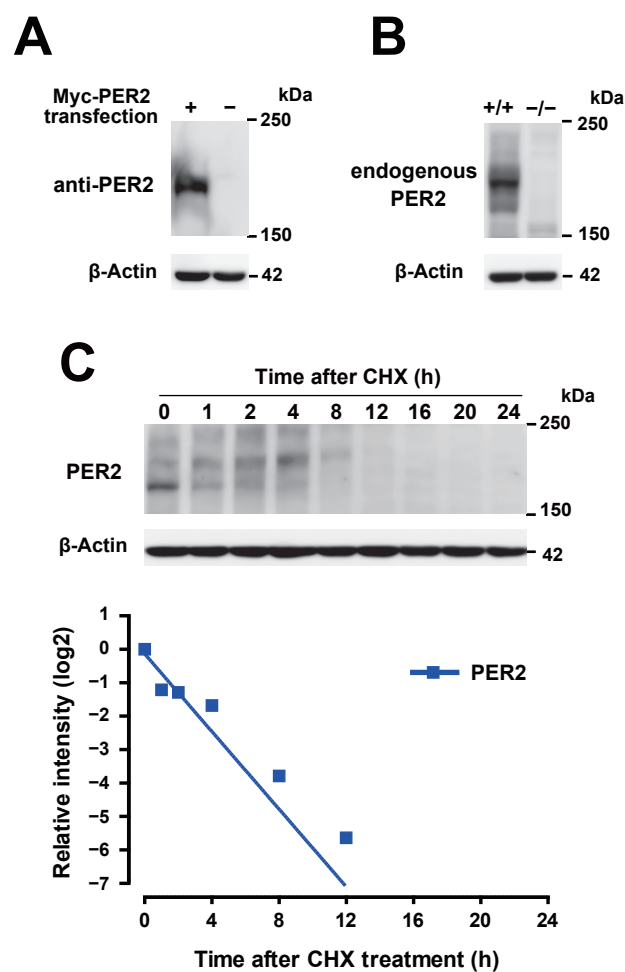 A
Myc-PER2
transfection
+
−
kDa
250
anti-PER2
150
β-Actin
42
B
+/+
−/−
kDa
250
endogenous
PER2
150
β-Actin
42
C
Time after CHX (h)
0 1 2 4 8 12 16 20 24
kDa
250
PER2
150
β-Actin
42
Relative intensity (log2)
1
0
−1
−2
−3
−4
−5
−6
−7
PER2
0 4 8 12 16 20 24
Time after CHX treatment (h)